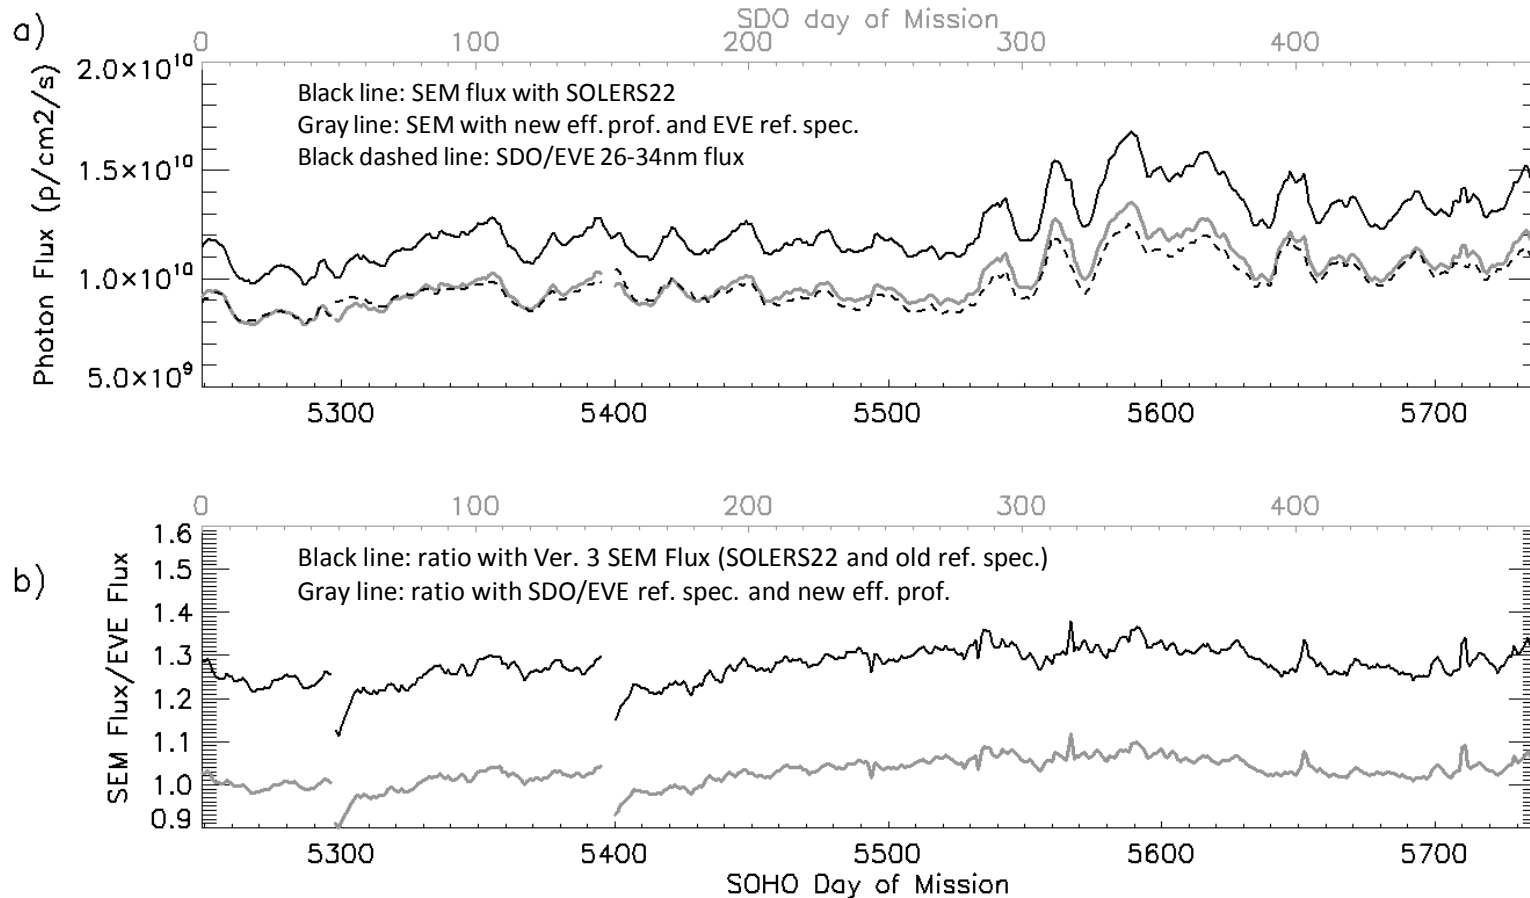 a)
SDO day of Mission
0 100 200 300 400
2.0×10¹⁰
1.5×10¹⁰
1.0×10¹⁰
5.0×10⁹
Photon Flux (p/cm2/s)
Black line: SEM flux with SOLERS22
Gray line: SEM with new eff. prof. and EVE ref. spec.
Black dashed line: SDO/EVE 26-34nm flux
5300 5400 5500 5600 5700
b)
0 100 200 300 400
1.6
1.5
1.4
1.3
1.2
1.1
1.0
0.9
SEM Flux/EVE Flux
Black line: ratio with Ver. 3 SEM Flux (SOLERS22 and old ref. spec.)
Gray line: ratio with SDO/EVE ref. spec. and new eff. prof.
5300 5400 5500 5600 5700
SOHO Day of Mission